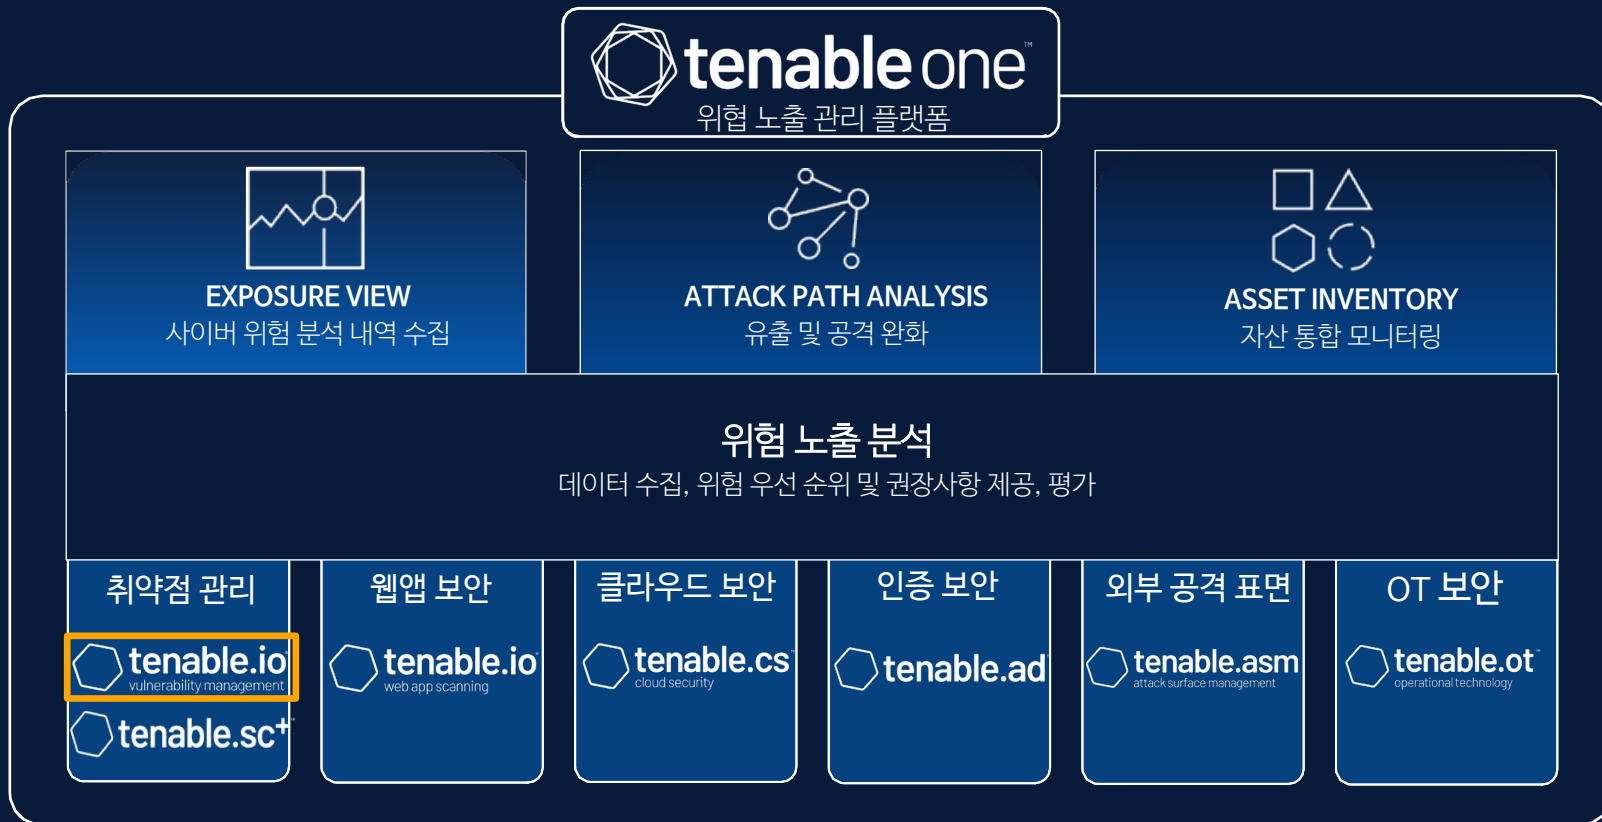 tenable one™
위협 노출 관리 플랫폼
EXPOSURE VIEW
사이버 위험 분석 내역 수집
ATTACK PATH ANALYSIS
유출 및 공격 완화
ASSET INVENTORY
자산 통합 모니터링
위험 노출 분석
데이터 수집, 위험 우선 순위 및 권장사항 제공, 평가
취약점 관리
tenable.io
vulnerability management
tenable.sc+
웹앱 보안
tenable.io
web app scanning
클라우드 보안
tenable.cs
cloud security
인증 보안
tenable.ad
외부 공격 표면
tenable.asm
attack surface management
OT 보안
tenable.ot
operational technology